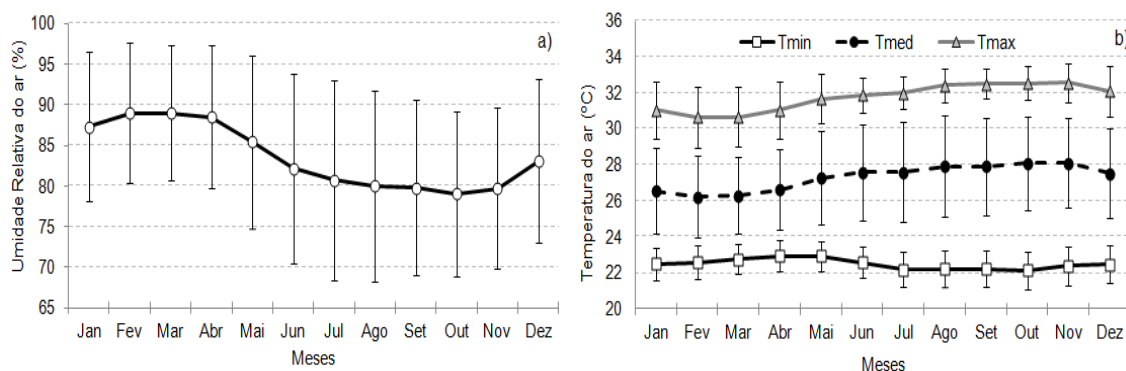 a)
Umidade Relativa do ar (%)
100
95
90
85
80
75
70
65
Jan Fev Mar Abr Mai Jun Jul Ago Set Out Nov Dez
Meses
b)
Tmin Tmed Tmax
Temperatura do ar (ºC)
36
34
32
30
28
26
24
22
20
Jan Fev Mar Abr Mai Jun Jul Ago Set Out Nov Dez
Meses